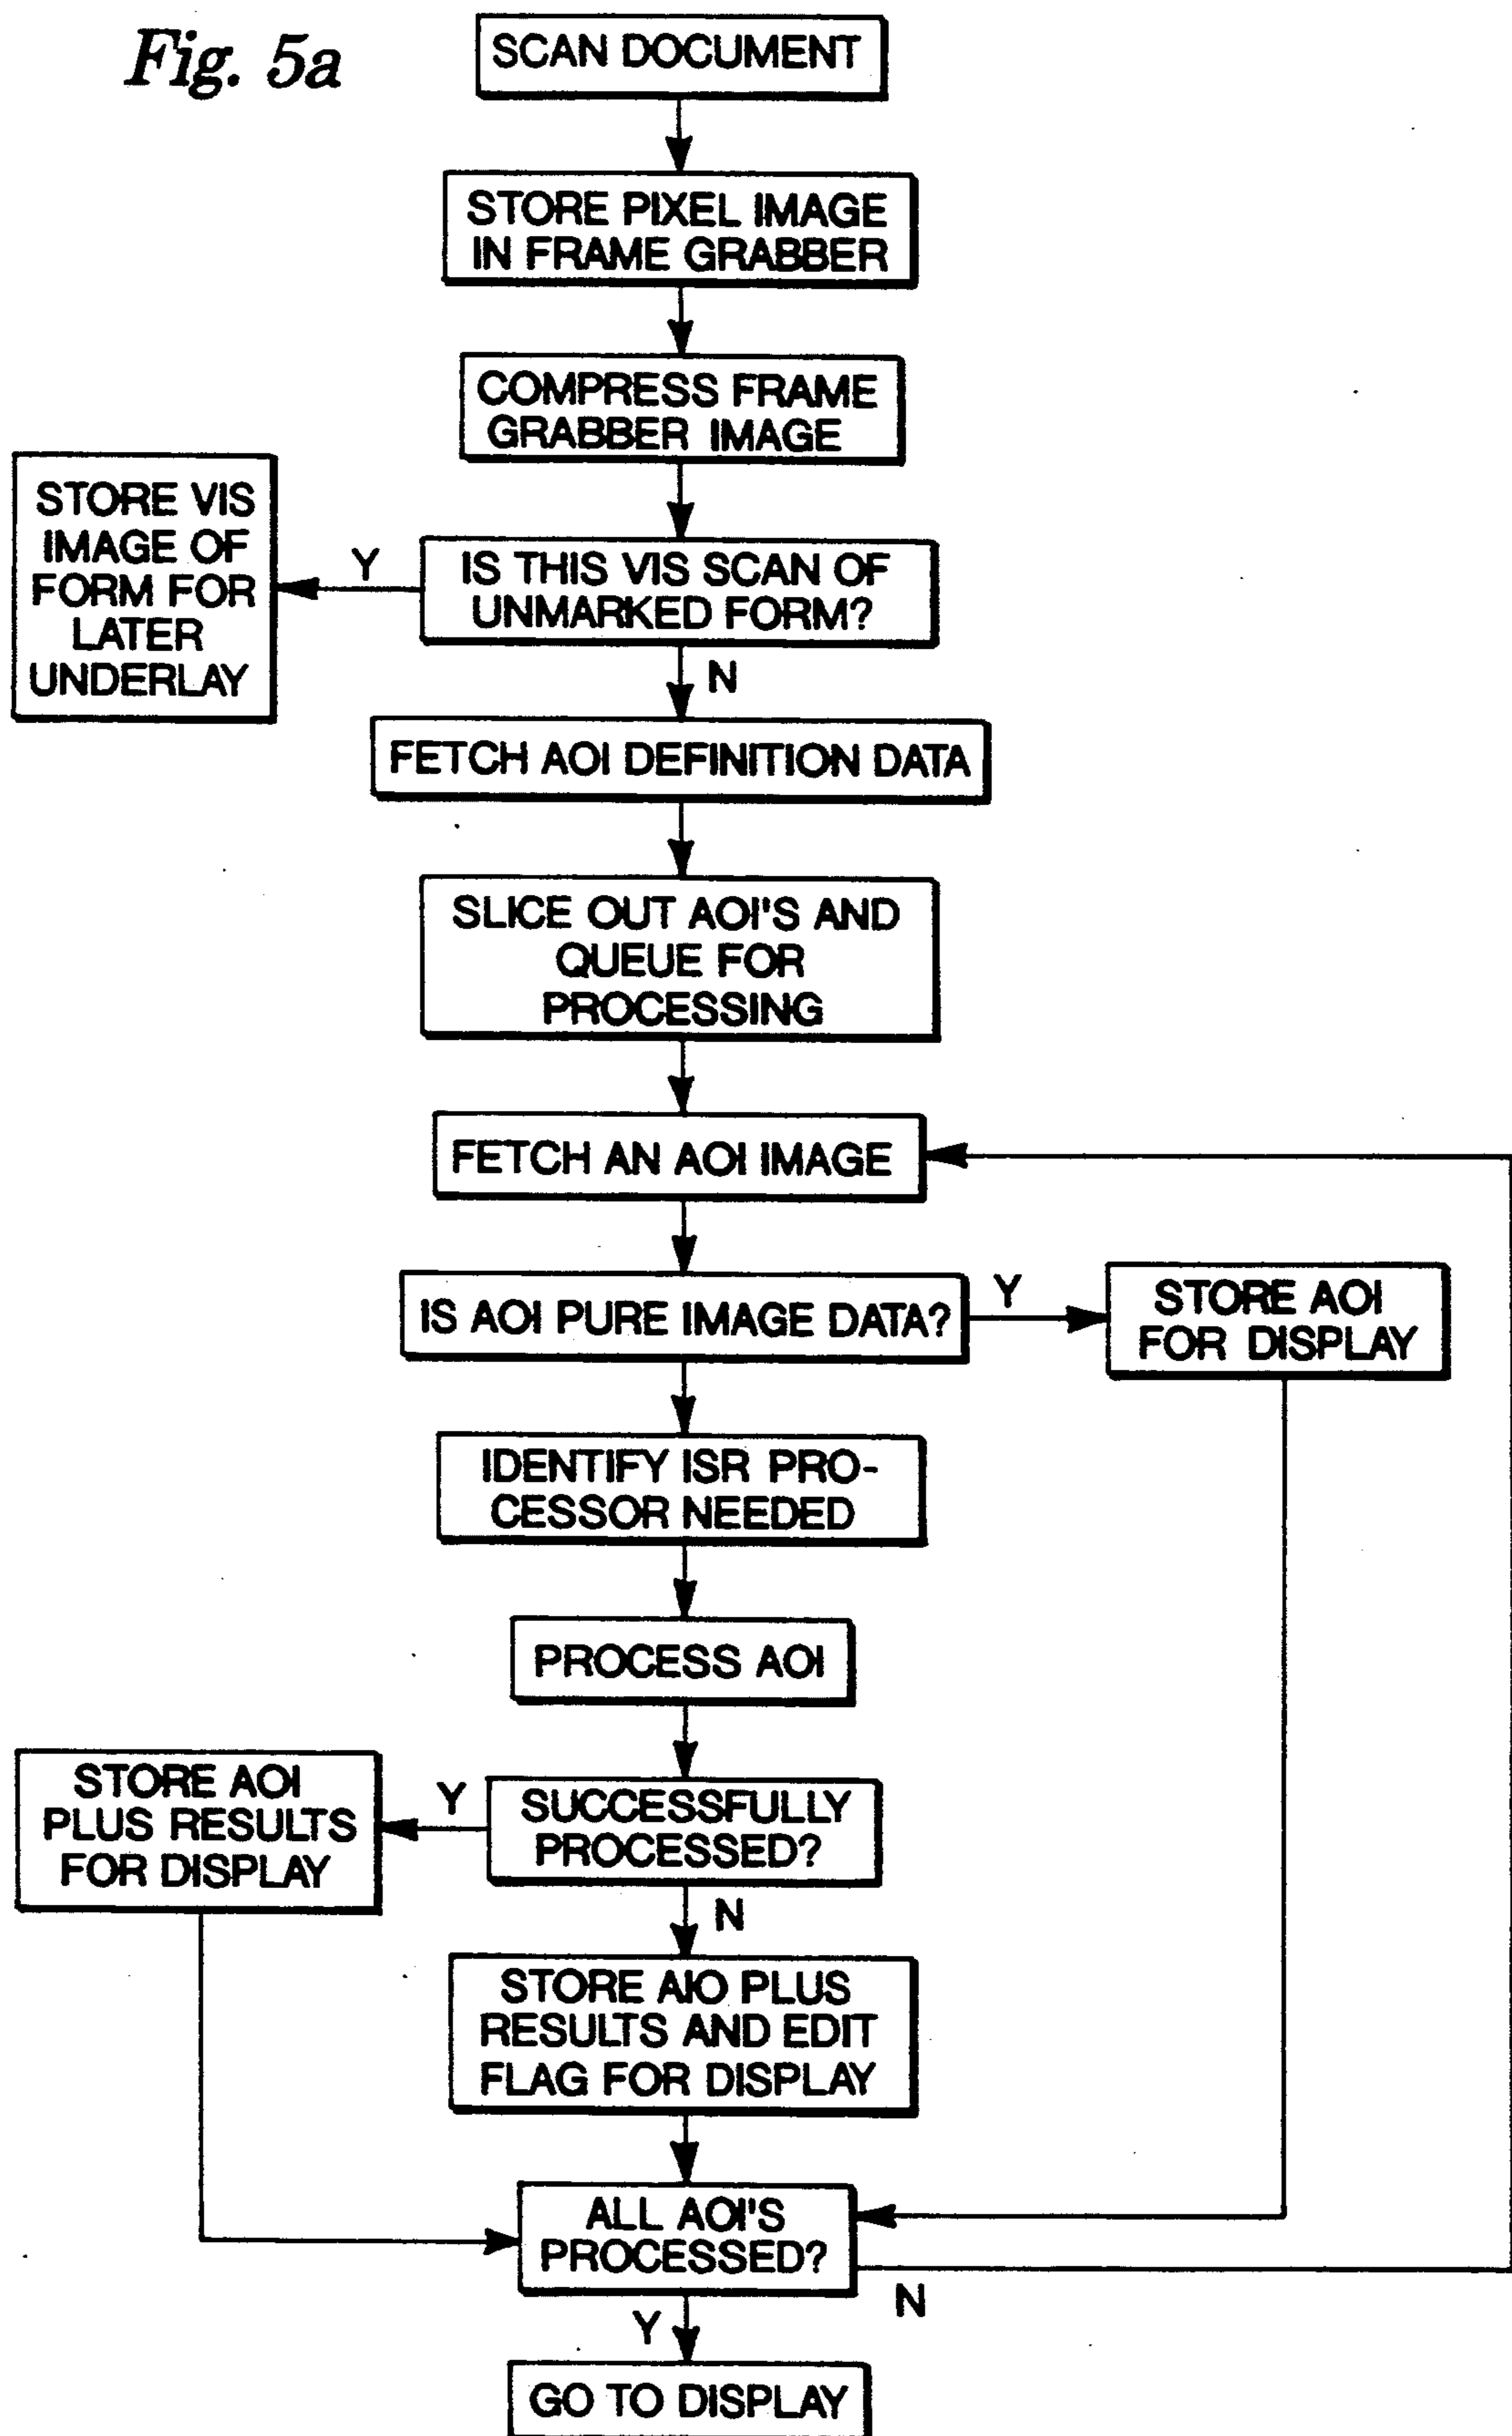 Fig. 5a
SCAN DOCUMENT
STORE PIXEL IMAGE
IN FRAME GRABBER
COMPRESS FRAME
GRABBER IMAGE
STORE VIS
IMAGE OF
FORM FOR
LATER
UNDERLAY
Y
IS THIS VIS SCAN OF
UNMARKED FORM?
N
FETCH AOI DEFINITION DATA
SLICE OUT AOI'S AND
QUEUE FOR
PROCESSING
FETCH AN AOI IMAGE
IS AOI PURE IMAGE DATA?
Y
STORE AOI
FOR DISPLAY
IDENTIFY ISR PRO-
CESSOR NEEDED
PROCESS AOI
STORE AOI
PLUS RESULTS
FOR DISPLAY
Y
SUCCESSFULLY
PROCESSED?
N
STORE AIO PLUS
RESULTS AND EDIT
FLAG FOR DISPLAY
ALL AOI'S
PROCESSED?
N
Y
GO TO DISPLAY